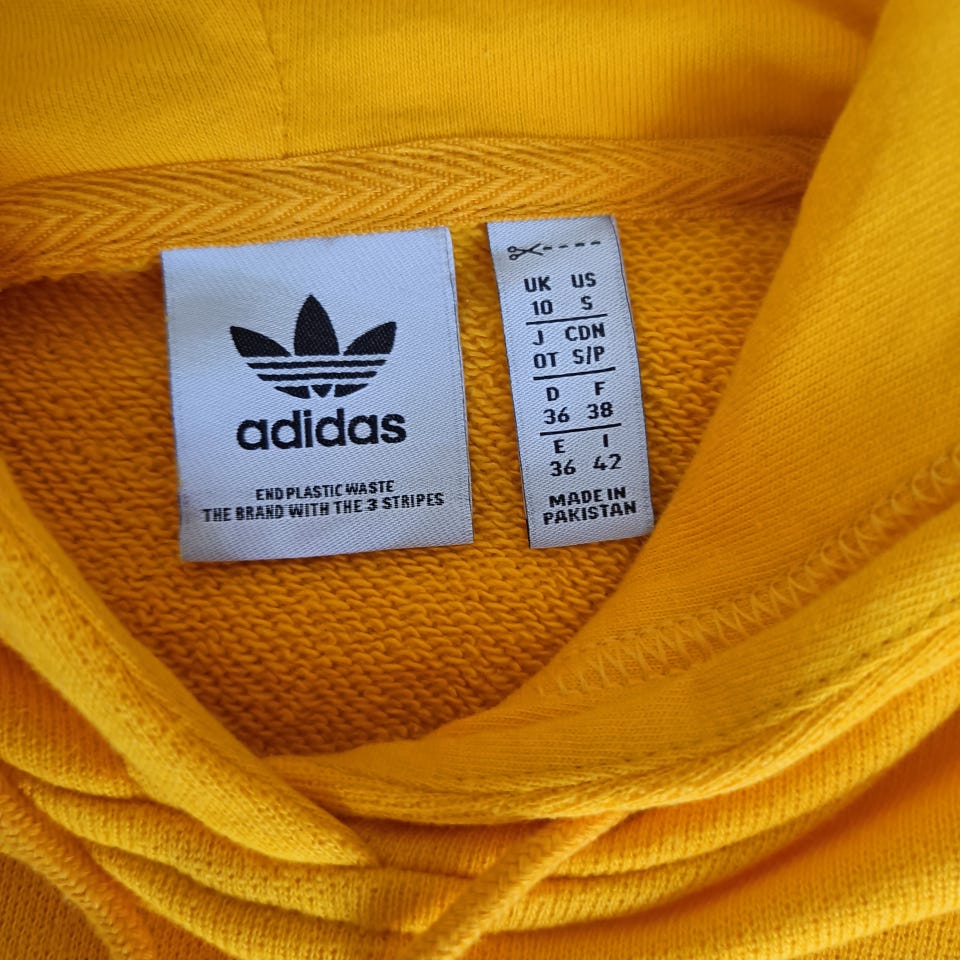 adidas
END PLASTIC WASTE
THE BRAND WITH THE 3 STRIPES
UK US
10 S
J CDN
OT S/P
D F
36 38
E I
36 42
MADE IN
PAKISTAN